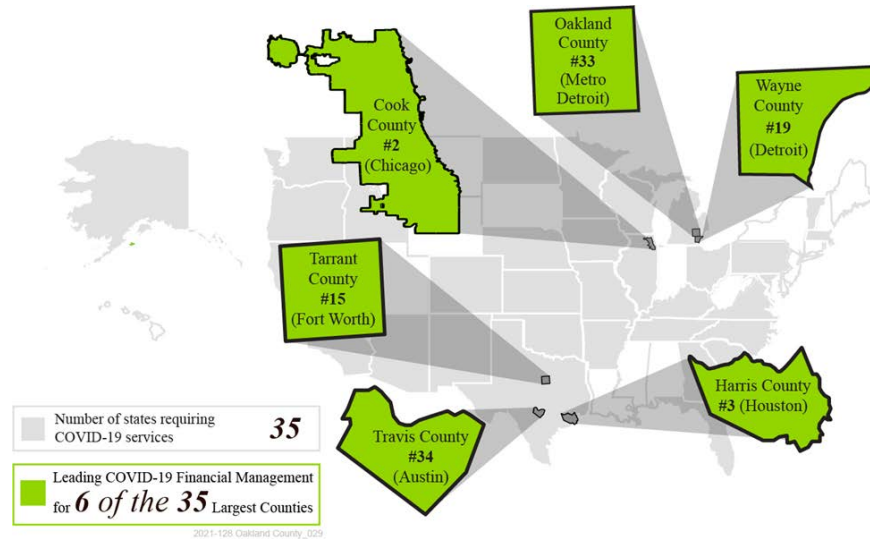 Oakland
County
#33
(Metro
Detroit)
Wayne
County
#19
(Detroit)
Cook
County
#2
(Chicago)
Tarrant
County
#15
(Fort Worth)
Harris County
#3 (Houston)
Travis County
#34
(Austin)
Number of states requiring
COVID-19 services 35
Leading COVID-19 Financial Management
for 6 of the 35 Largest Counties
2021-128 Oakland County_029